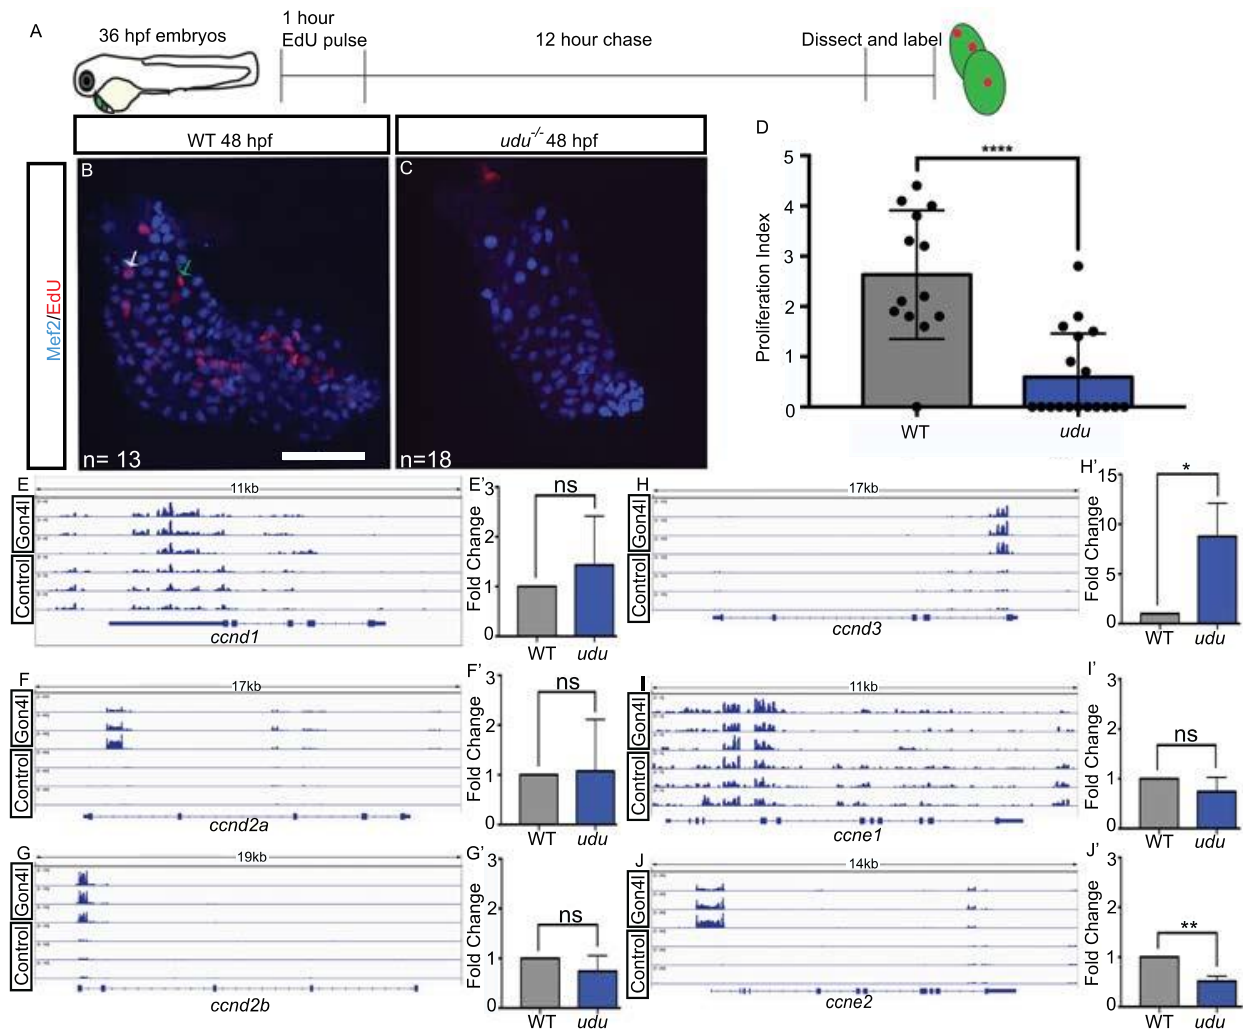 A
36 hpf embryos
1 hour
EdU pulse
12 hour chase
Dissect and label
WT 48 hpf
udu-/- 48 hpf
Mef2/EdU
B
n= 13
C
n=18
D
****
Proliferation Index
5
4
3
2
1
0
WT
udu
E
11kb
Gon4l
Control
ccnd1
E'
ns
Fold Change
3
2
1
0
WT
udu
H
17kb
Gon4l
Control
ccnd3
H'
*
Fold Change
15
10
5
0
WT
udu
F
17kb
Gon4l
Control
ccnd2a
F'
ns
Fold Change
3
2
1
0
WT
udu
I
11kb
Gon4l
Control
ccne1
I'
ns
Fold Change
3
2
1
0
WT
udu
G
19kb
Gon4l
Control
ccnd2b
G'
ns
Fold Change
3
2
1
0
WT
udu
J
14kb
Gon4l
Control
ccne2
J'
**
Fold Change
3
2
1
0
WT
udu